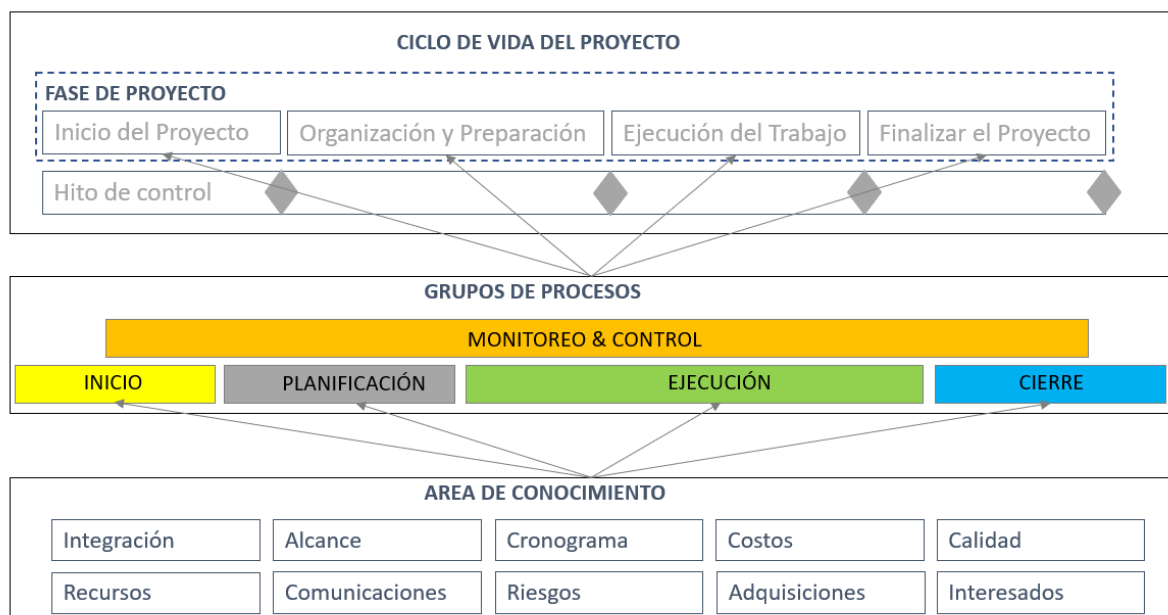 CICLO DE VIDA DEL PROYECTO
FASE DE PROYECTO
Inicio del Proyecto
Organización y Preparación
Ejecución del Trabajo
Finalizar el Proyecto
Hito de control
GRUPOS DE PROCESOS
MONITOREO & CONTROL
INICIO
PLANIFICACIÓN
EJECUCIÓN
CIERRE
AREA DE CONOCIMIENTO
Integración
Alcance
Cronograma
Costos
Calidad
Recursos
Comunicaciones
Riesgos
Adquisiciones
Interesados